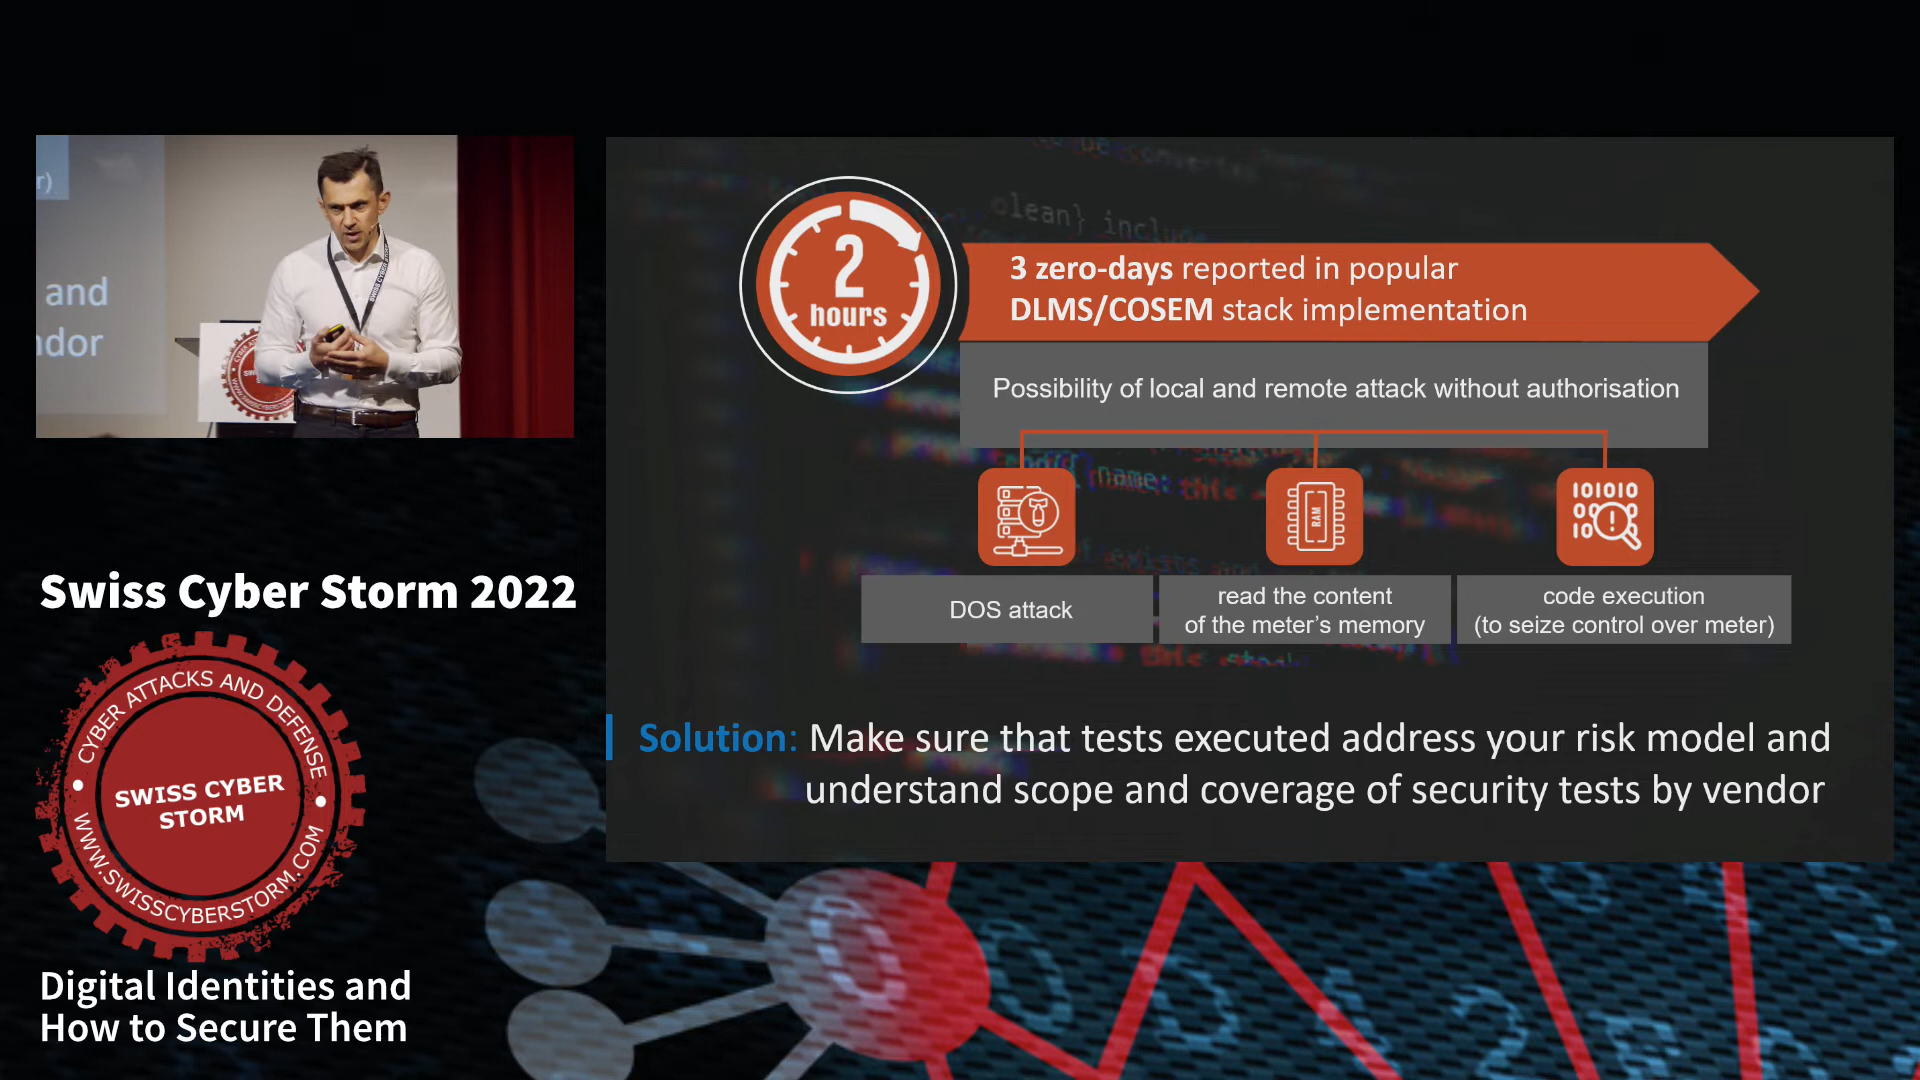 r)
and
ndor
2
hours
3 zero-days reported in popular
DLMS/COSEM stack implementation
Possibility of local and remote attack without authorisation
RAM
101010
DOS attack
read the content
of the meter's memory
code execution
(to seize control over meter)
Solution: Make sure that tests executed address your risk model and
understand scope and coverage of security tests by vendor
Swiss Cyber Storm 2022
CYBER ATTACKS AND DEFENSE
SWISS CYBER
STORM
WWW.SWISSCYBERSTORM.COM
Digital Identities and
How to Secure Them